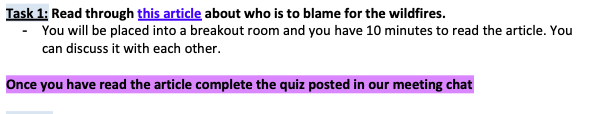 Task 1: Read through this article about who is to blame for the wildfires.
- You will be placed into a breakout room and you have 10 minutes to read the article. You
can discuss it with each other.
Once you have read the article complete the quiz posted in our meeting chat